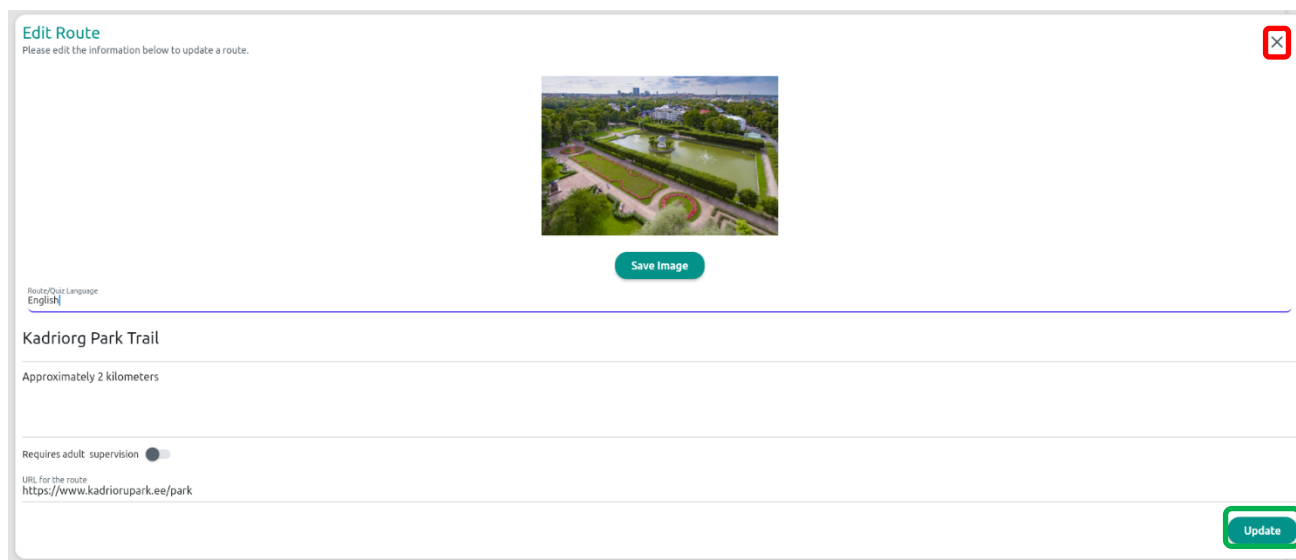 Edit Route
Please edit the information below to update a route.
Save Image
Route/Quiz Language
English
Kadriorg Park Trail
Approximately 2 kilometers
Requires adult supervision
URL for the route
https://www.kadriorupark.ee/park
Update